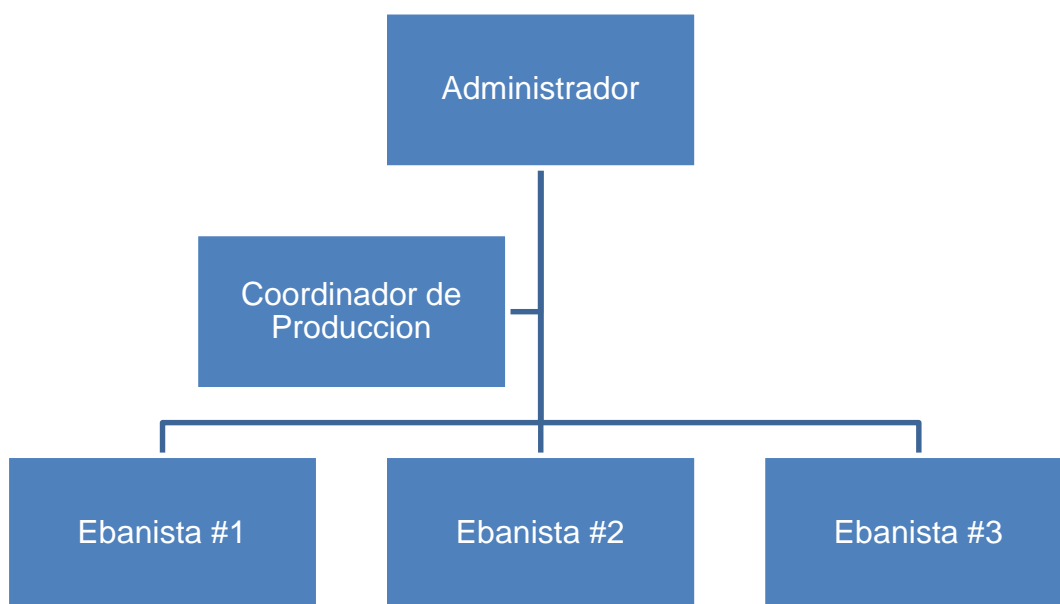 Administrador
Coordinador de
Produccion
Ebanista #1
Ebanista #2
Ebanista #3